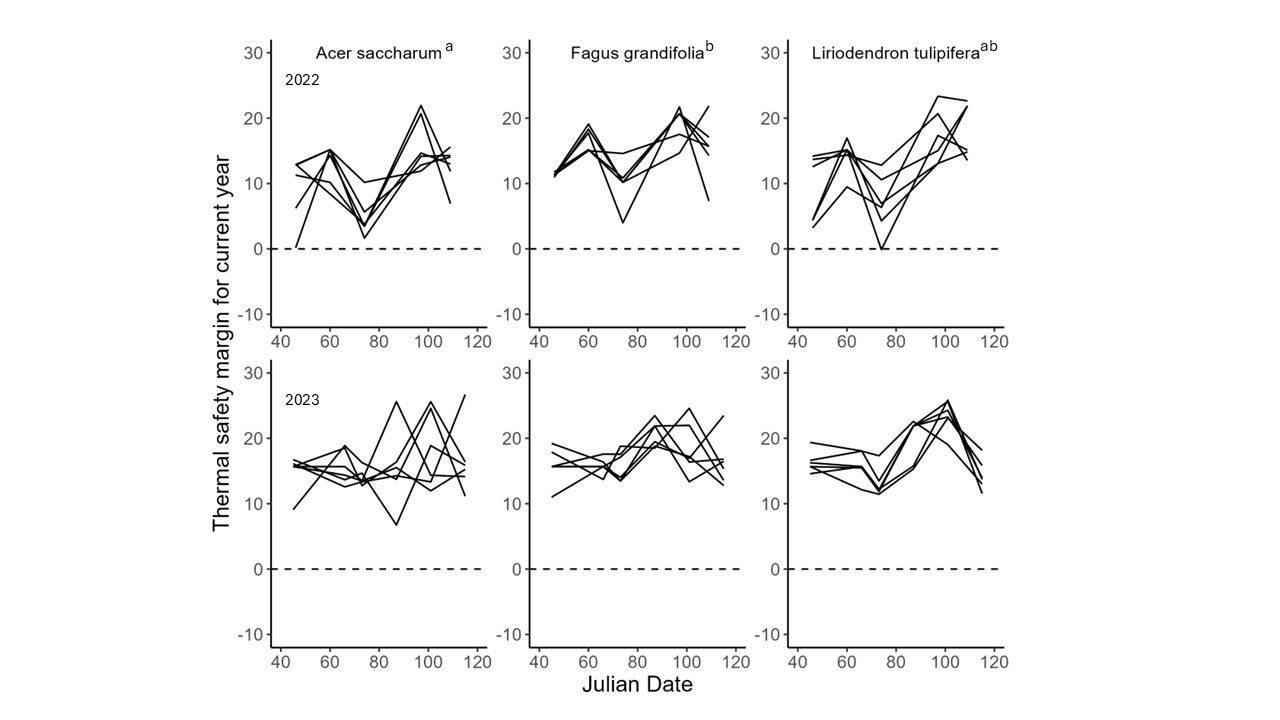 Acer saccharum a
Fagus grandifolia b
Liriodendron tulipifera ab
2022
30
20
10
0
-10
40 60 80 100 120
30
20
10
0
-10
40 60 80 100 120
30
20
10
0
-10
40 60 80 100 120
Thermal safety margin for current year
2023
30
20
10
0
-10
40 60 80 100 120
30
20
10
0
-10
40 60 80 100 120
30
20
10
0
-10
40 60 80 100 120
Julian Date